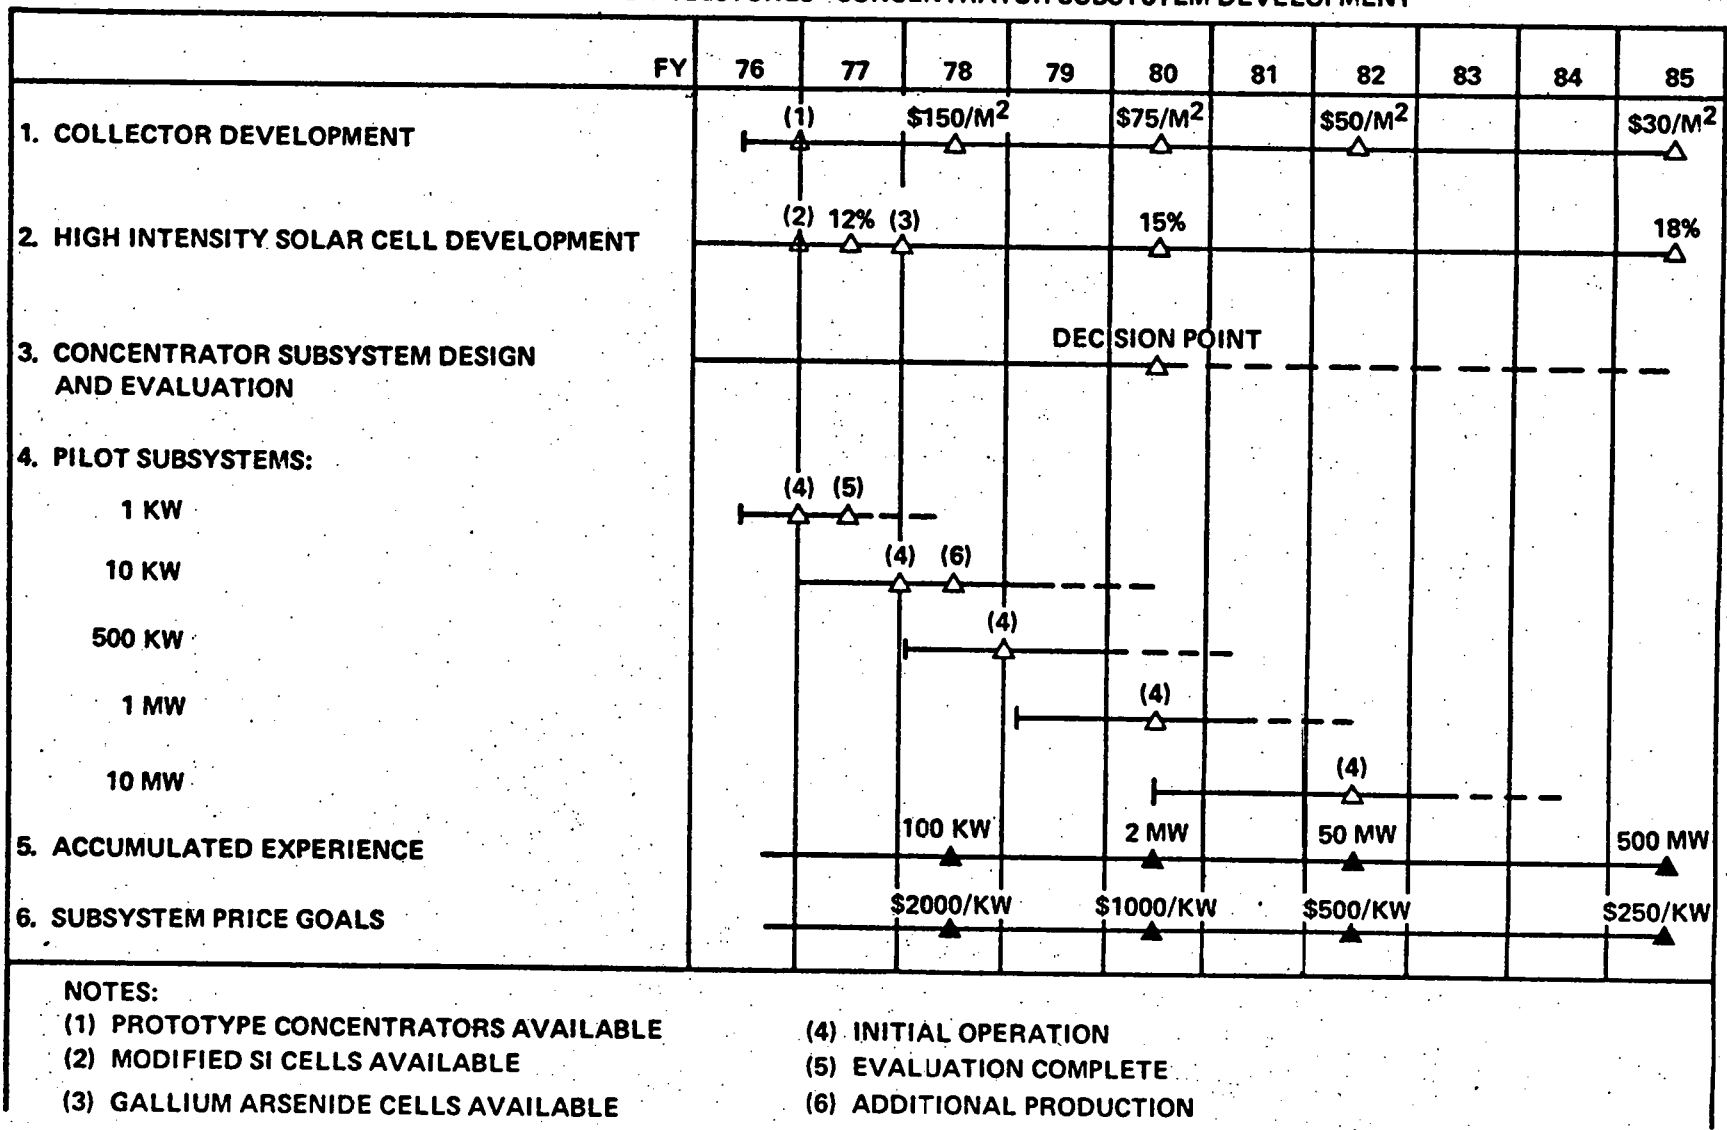 CONCENTRATOR SUBSYSTEM DEVELOPMENT
FY 76 77 78 79 80 81 82 83 84 85
(1) $150/M2 $75/M2 $50/M2 $30/M2
1. COLLECTOR DEVELOPMENT
(2) 12% (3) 15% 18%
2. HIGH INTENSITY SOLAR CELL DEVELOPMENT
DECISION POINT
3. CONCENTRATOR SUBSYSTEM DESIGN
AND EVALUATION
4. PILOT SUBSYSTEMS:
(4) (5)
1 KW
(4) (6)
10 KW
(4)
500 KW
(4)
1 MW
(4)
10 MW
100 KW 2 MW 50 MW 500 MW
5. ACCUMULATED EXPERIENCE
$2000/KW $1000/KW $500/KW $250/KW
6. SUBSYSTEM PRICE GOALS
NOTES:
(1) PROTOTYPE CONCENTRATORS AVAILABLE
(2) MODIFIED SI CELLS AVAILABLE
(3) GALLIUM ARSENIDE CELLS AVAILABLE
(4) INITIAL OPERATION
(5) EVALUATION COMPLETE
(6) ADDITIONAL PRODUCTION